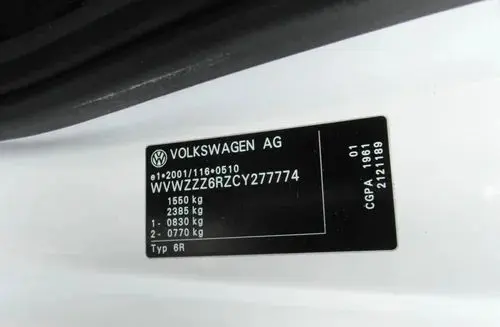 VOLKSWAGEN AG
e1*2001/116*0510
WVWZZZ6RZCY277774
1550 kg
2385 kg
1- 0830 kg
2- 0770 kg
Typ 6R
01
CGPA 1961
2121189